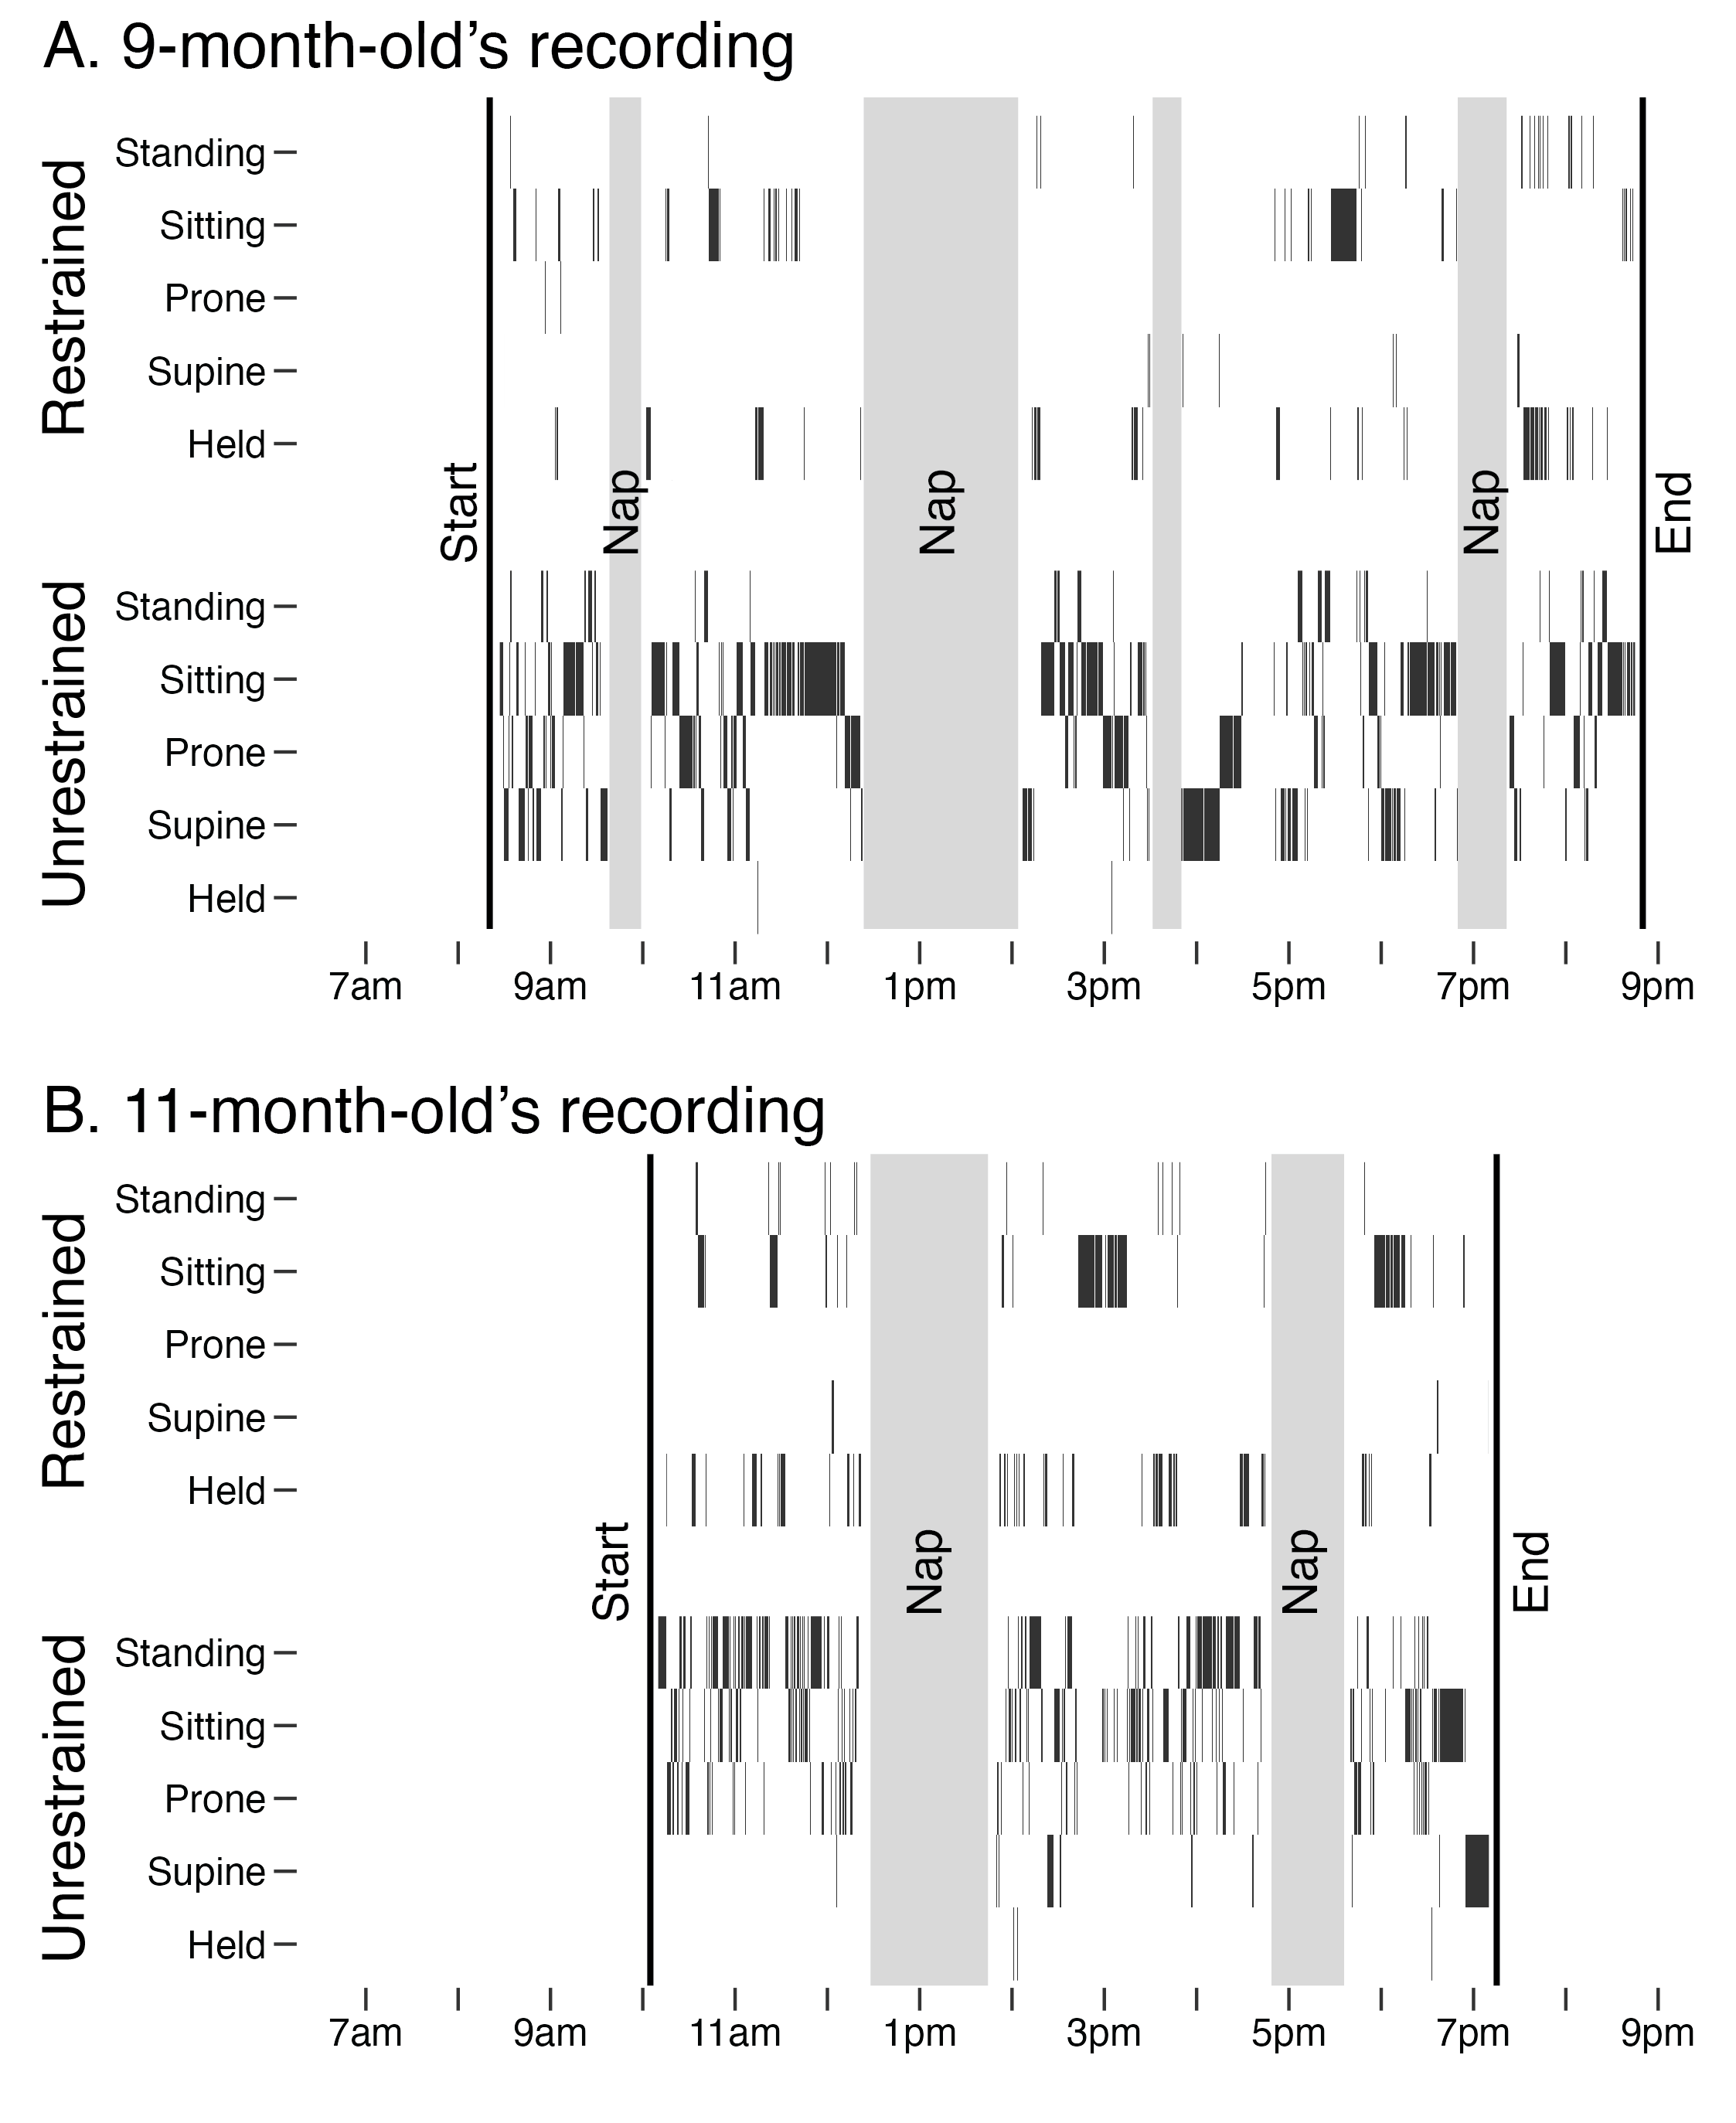 A. 9-month-old’s recording
Restrained
Standing
Sitting
Prone
Supine
Held
Start
Nap
Nap
Nap
End
Unrestrained
Standing
Sitting
Prone
Supine
Held
7am 9am 11am 1pm 3pm 5pm 7pm 9pm
B. 11-month-old’s recording
Restrained
Standing
Sitting
Prone
Supine
Held
Start
Nap
Nap
End
Unrestrained
Standing
Sitting
Prone
Supine
Held
7am 9am 11am 1pm 3pm 5pm 7pm 9pm